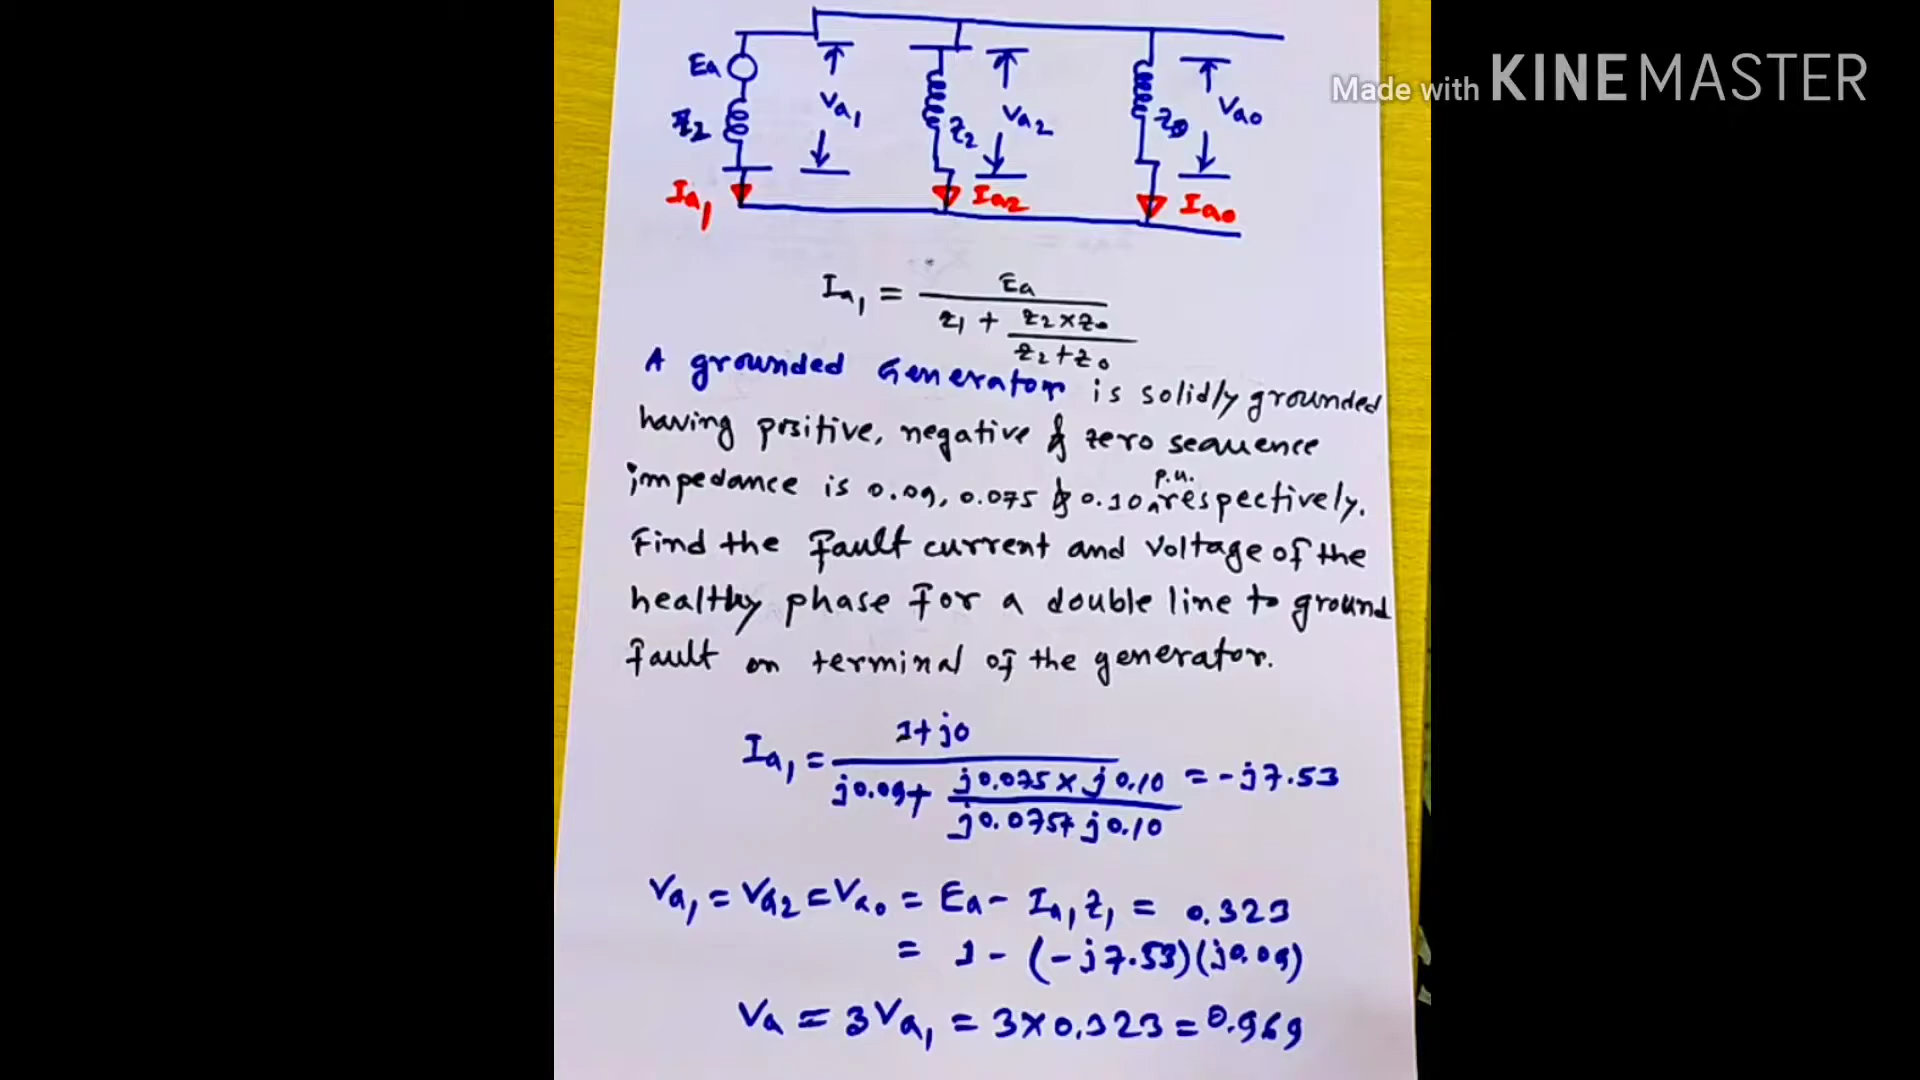 Made with KINEMASTER
Ea
Z2
Va1
Z2
Va2
Z0
Va0
Ia1
Ia2
Ia0
Ia1 = Ea / (z1 + (z2 x z0) / (z2 + z0))
A grounded Generator is solidly grounded
having positive, negative & zero sequence
p.u.
impedance is 0.09, 0.075 & 0.10 ^ respectively.
Find the fault current and voltage of the
healthy phase for a double line to ground
fault on terminal of the generator.
Ia1 = (1+j0) / (j0.09 + (j0.075 x j0.10) / (j0.075 + j0.10)) = -j7.53
Va1 = Va2 = Va0 = Ea - Ia1 Z1 = 0.323
= 1 - (-j7.53)(j0.09)
Va = 3Va1 = 3x0.323 = 0.969